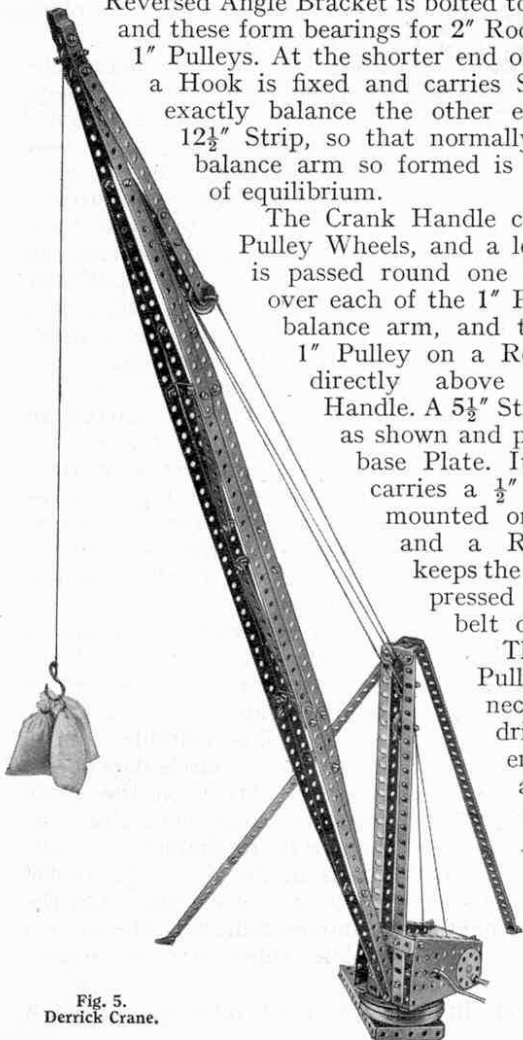 Reversed Angle Bracket is bolted to
and these form bearings for 2″ Rod
1″ Pulleys. At the shorter end o
a Hook is fixed and carries S
exactly balance the other e
12½″ Strip, so that normally
balance arm so formed is
of equilibrium.
The Crank Handle c
Pulley Wheels, and a le
is passed round one
over each of the 1″ P
balance arm, and t
1″ Pulley on a Ro
directly above
Handle. A 5½″ St
as shown and p
base Plate. It
carries a ½″
mounted on
and a R
keeps the
pressed
belt o
Th
Pull
nec
dri
en
a
Fig. 5.
Derrick Crane.